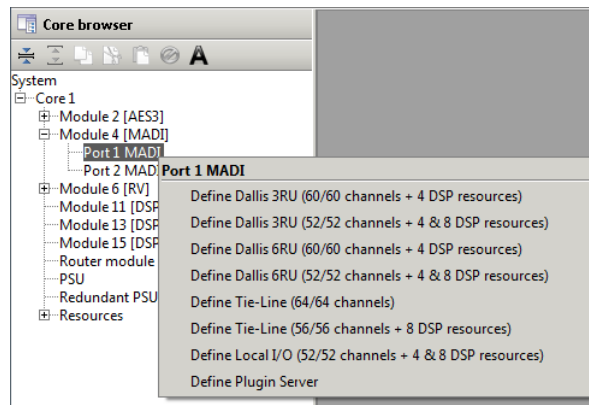 Core browser
A
System
Core 1
Module 2 [AES3]
Module 4 [MADI]
Port 1 MADI
Port 2 MADI
Module 6 [RV]
Module 11 [DSP
Module 13 [DSP
Module 15 [DSP
Router module
PSU
Redundant PSU
Resources
Port 1 MADI
Define Dallis 3RU (60/60 channels + 4 DSP resources)
Define Dallis 3RU (52/52 channels + 4 & 8 DSP resources)
Define Dallis 6RU (60/60 channels + 4 DSP resources)
Define Dallis 6RU (52/52 channels + 4 & 8 DSP resources)
Define Tie-Line (64/64 channels)
Define Tie-Line (56/56 channels + 8 DSP resources)
Define Local I/O (52/52 channels + 4 & 8 DSP resources)
Define Plugin Server